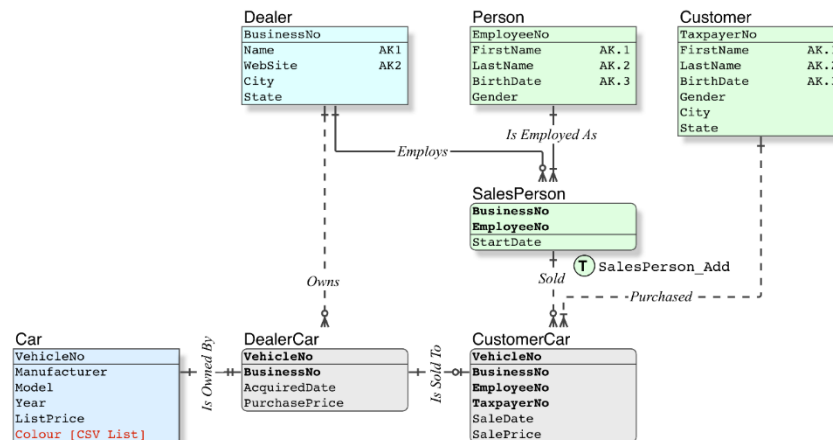 Dealer
BusinessNo
Name AK1
WebSite AK2
City
State
Person
EmployeeNo
FirstName AK.1
LastName AK.2
BirthDate AK.3
Gender
Customer
TaxpayerNo
FirstName AK.
LastName AK.
BirthDate AK.
Gender
City
State
Is Employed As
Employs
SalesPerson
BusinessNo
EmployeeNo
StartDate
T SalesPerson_Add
Sold
Purchased
Owns
Car
VehicleNo
Manufacturer
Model
Year
ListPrice
Colour [CSV List]
Is Owned By
DealerCar
VehicleNo
BusinessNo
AcquiredDate
PurchasePrice
Is Sold To
CustomerCar
VehicleNo
BusinessNo
EmployeeNo
TaxpayerNo
SaleDate
SalePrice